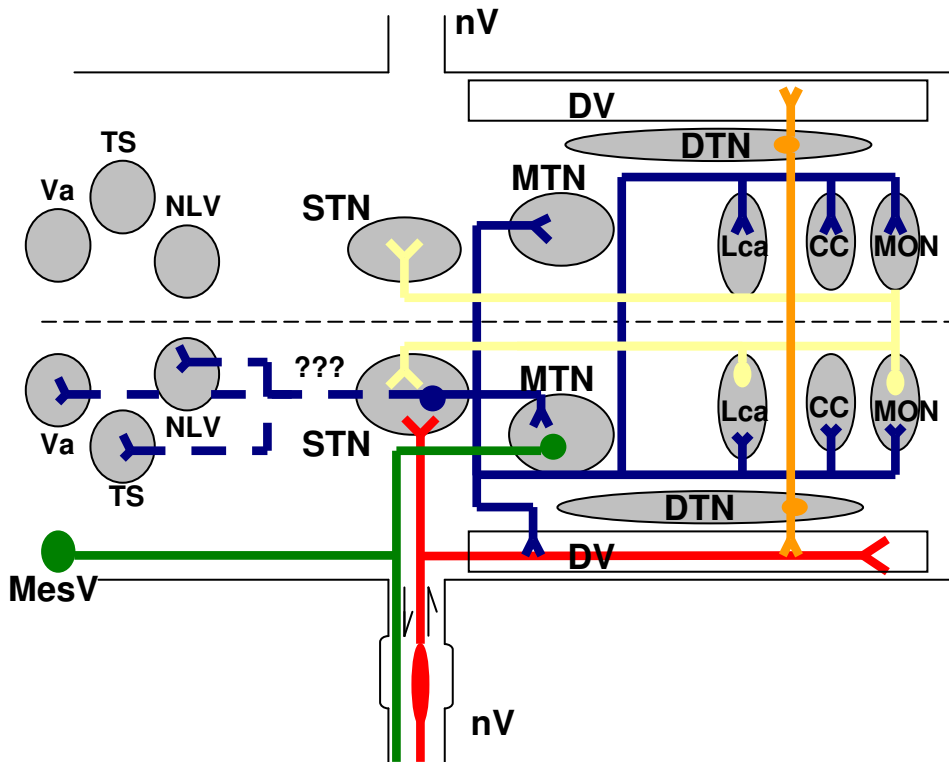 nV
DV
TS
DTN
Va
MTN
NLV
STN
Lca
CC
MON
???
MTN
Lca
CC
MON
NLV
Va
STN
TS
DTN
DV
MesV
nV